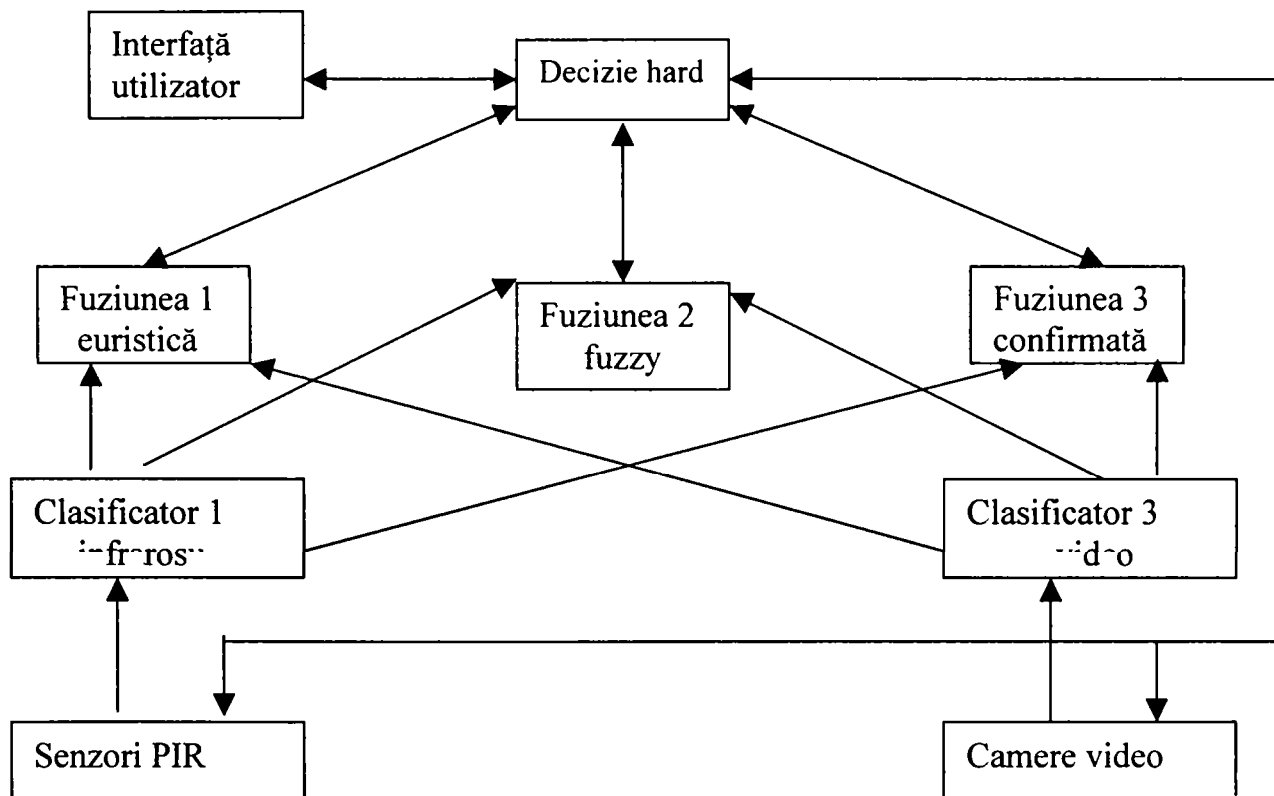 Interfață
utilizator
Decizie hard
Fuziunea 1
euristică
Fuziunea 2
fuzzy
Fuziunea 3
confirmată
Clasificator 1
Clasificator 3
Senzori PIR
Camere video